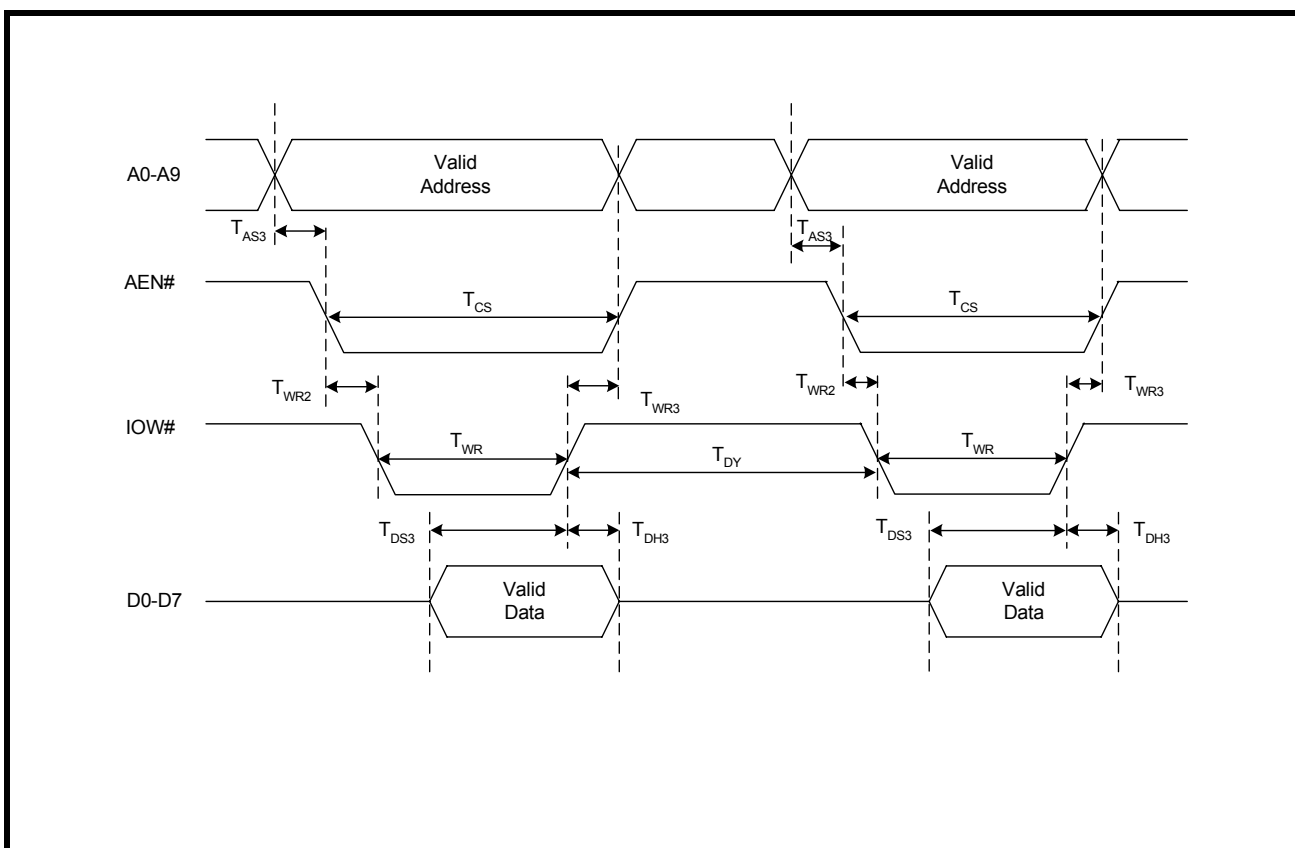 A0-A9
Valid
Address
Valid
Address
TAS3
TAS3
AEN#
TCS
TCS
TWR2
TWR3
TWR2
TWR3
IOW#
TWR
TDY
TWR
TDS3
TDH3
TDS3
TDH3
D0-D7
Valid
Data
Valid
Data